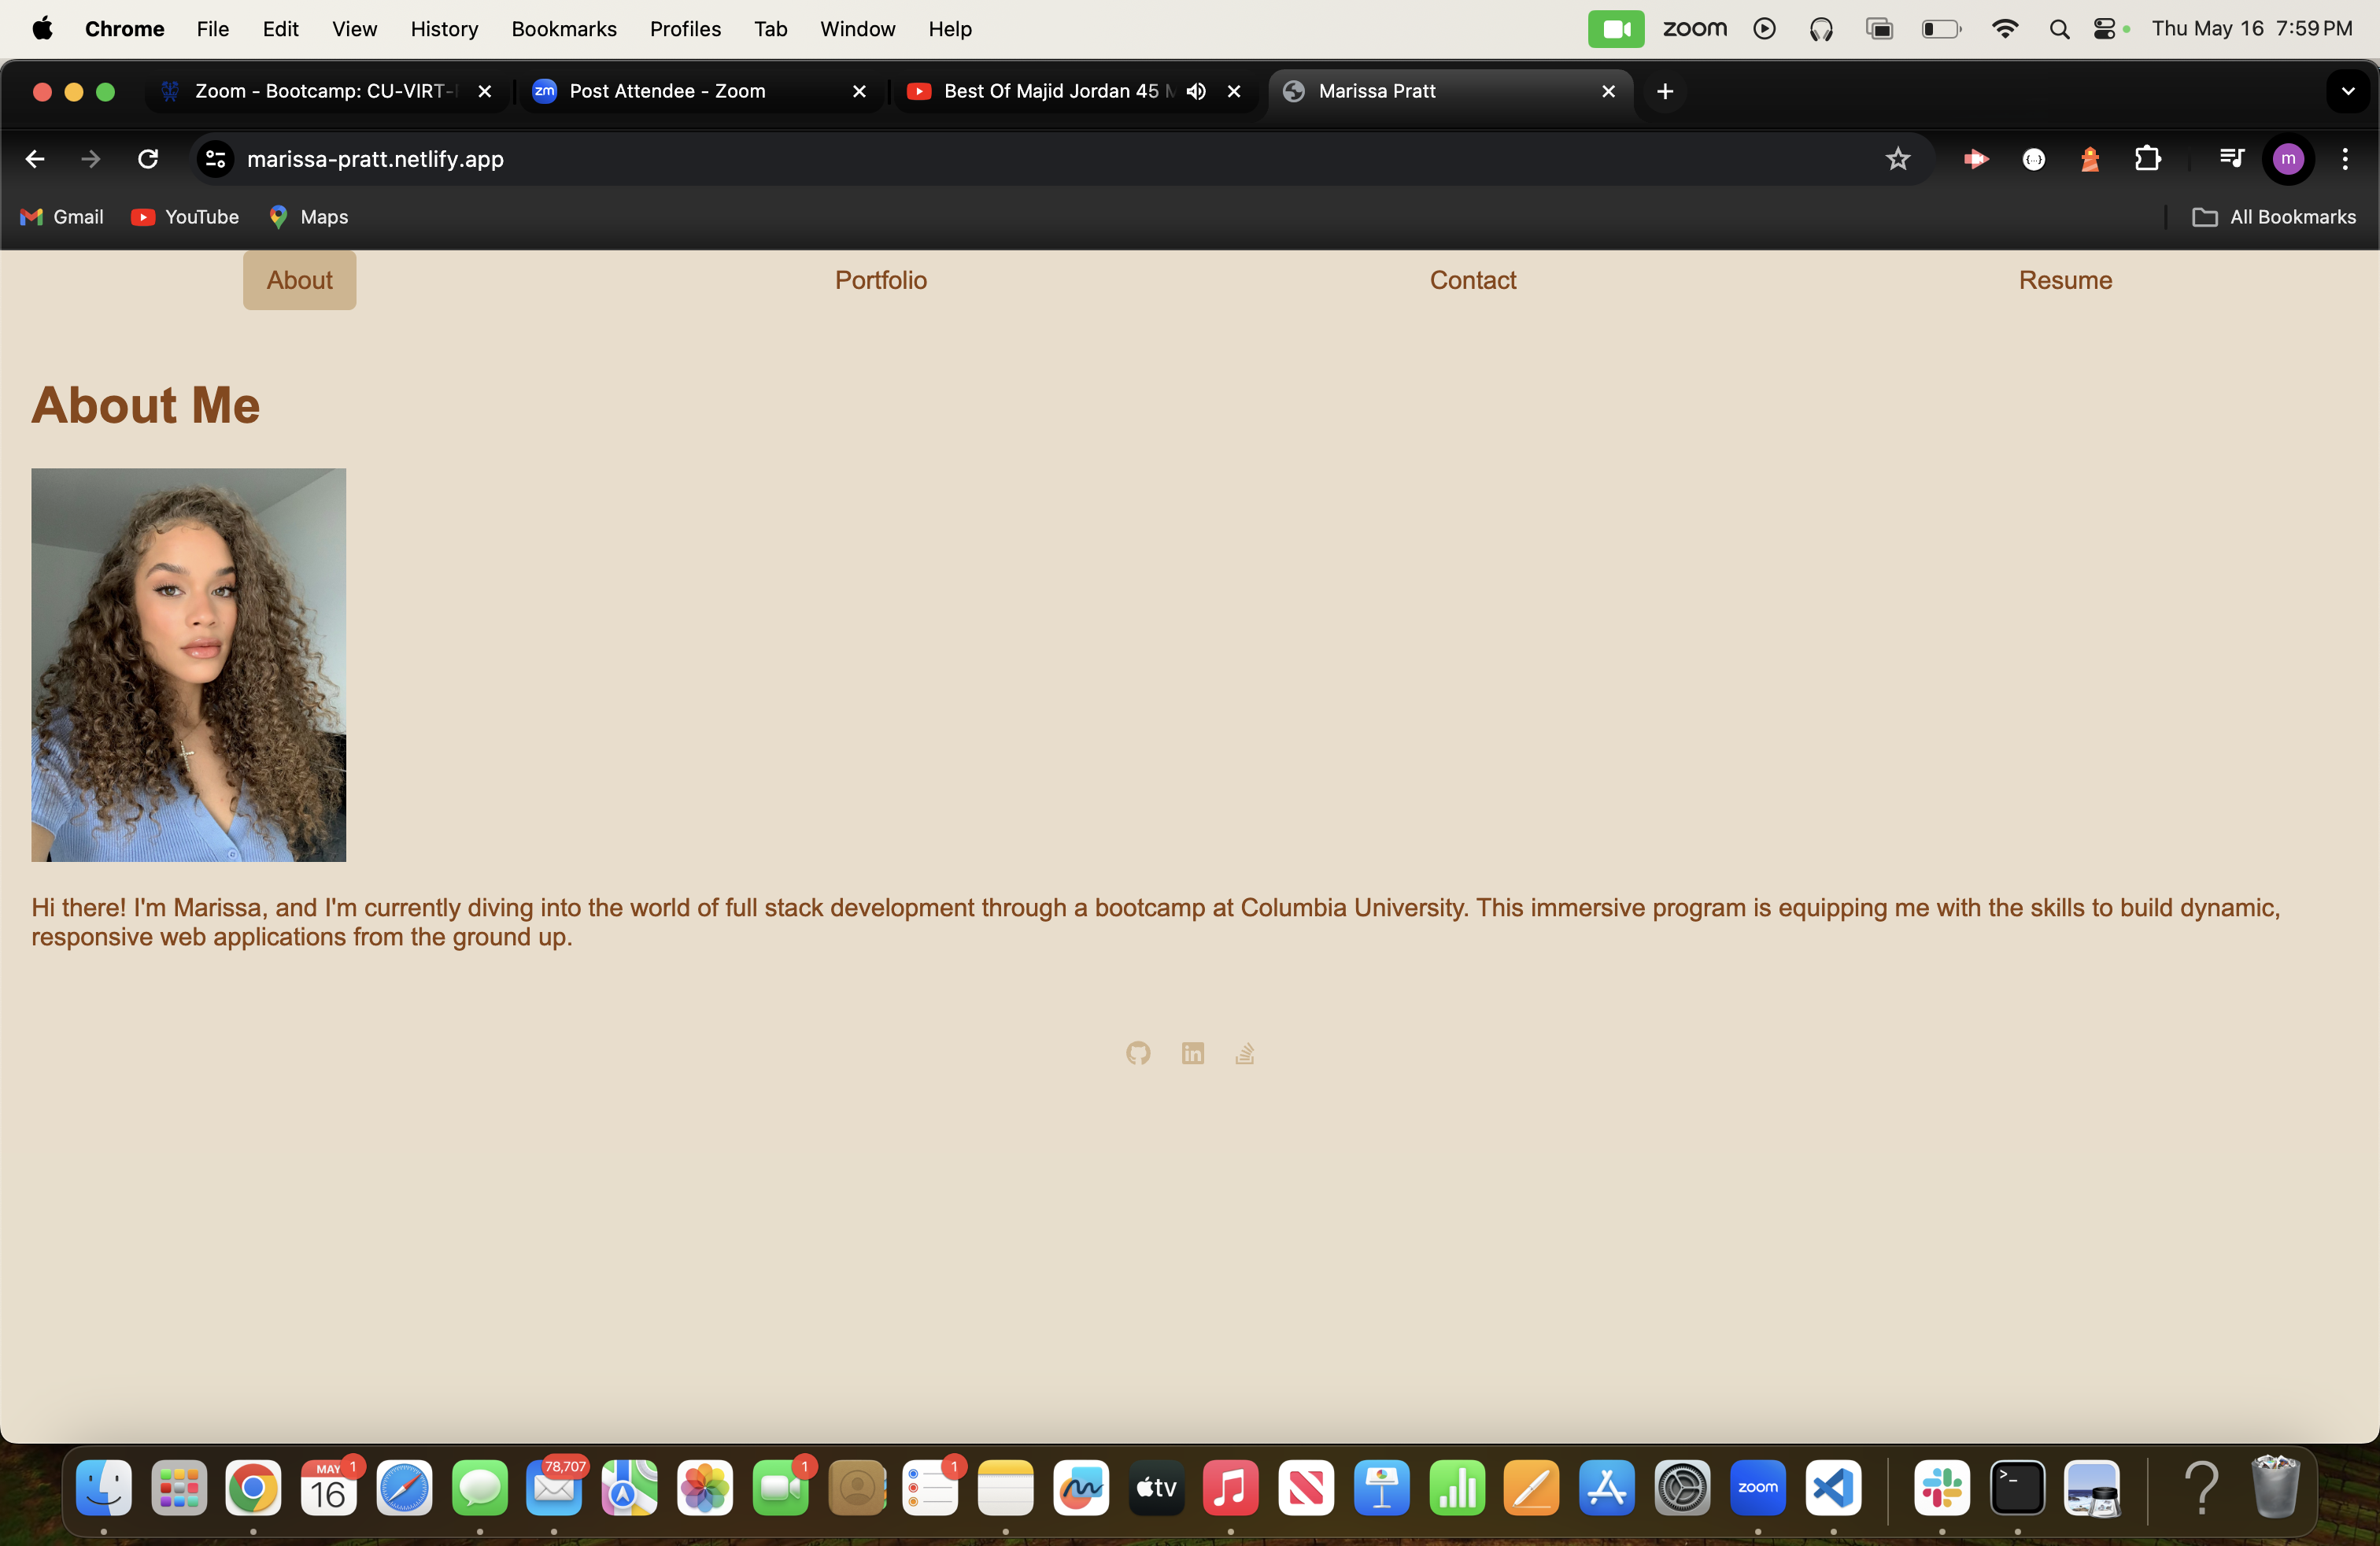 Chrome File Edit View History Bookmarks Profiles Tab Window Help zoom Thu May 16 7:59 PM
Zoom - Bootcamp: CU-VIRT- zm Post Attendee - Zoom Best Of Majid Jordan 45 Marissa Pratt
marissa-pratt.netlify.app m
Gmail YouTube Maps All Bookmarks
About Portfolio Contact Resume
About Me
Hi there! I'm Marissa, and I'm currently diving into the world of full stack development through a bootcamp at Columbia University. This immersive program is equipping me with the skills to build dynamic,
responsive web applications from the ground up.
in
MAY 1 78,707 1 1
16 tv zoom >_ ?